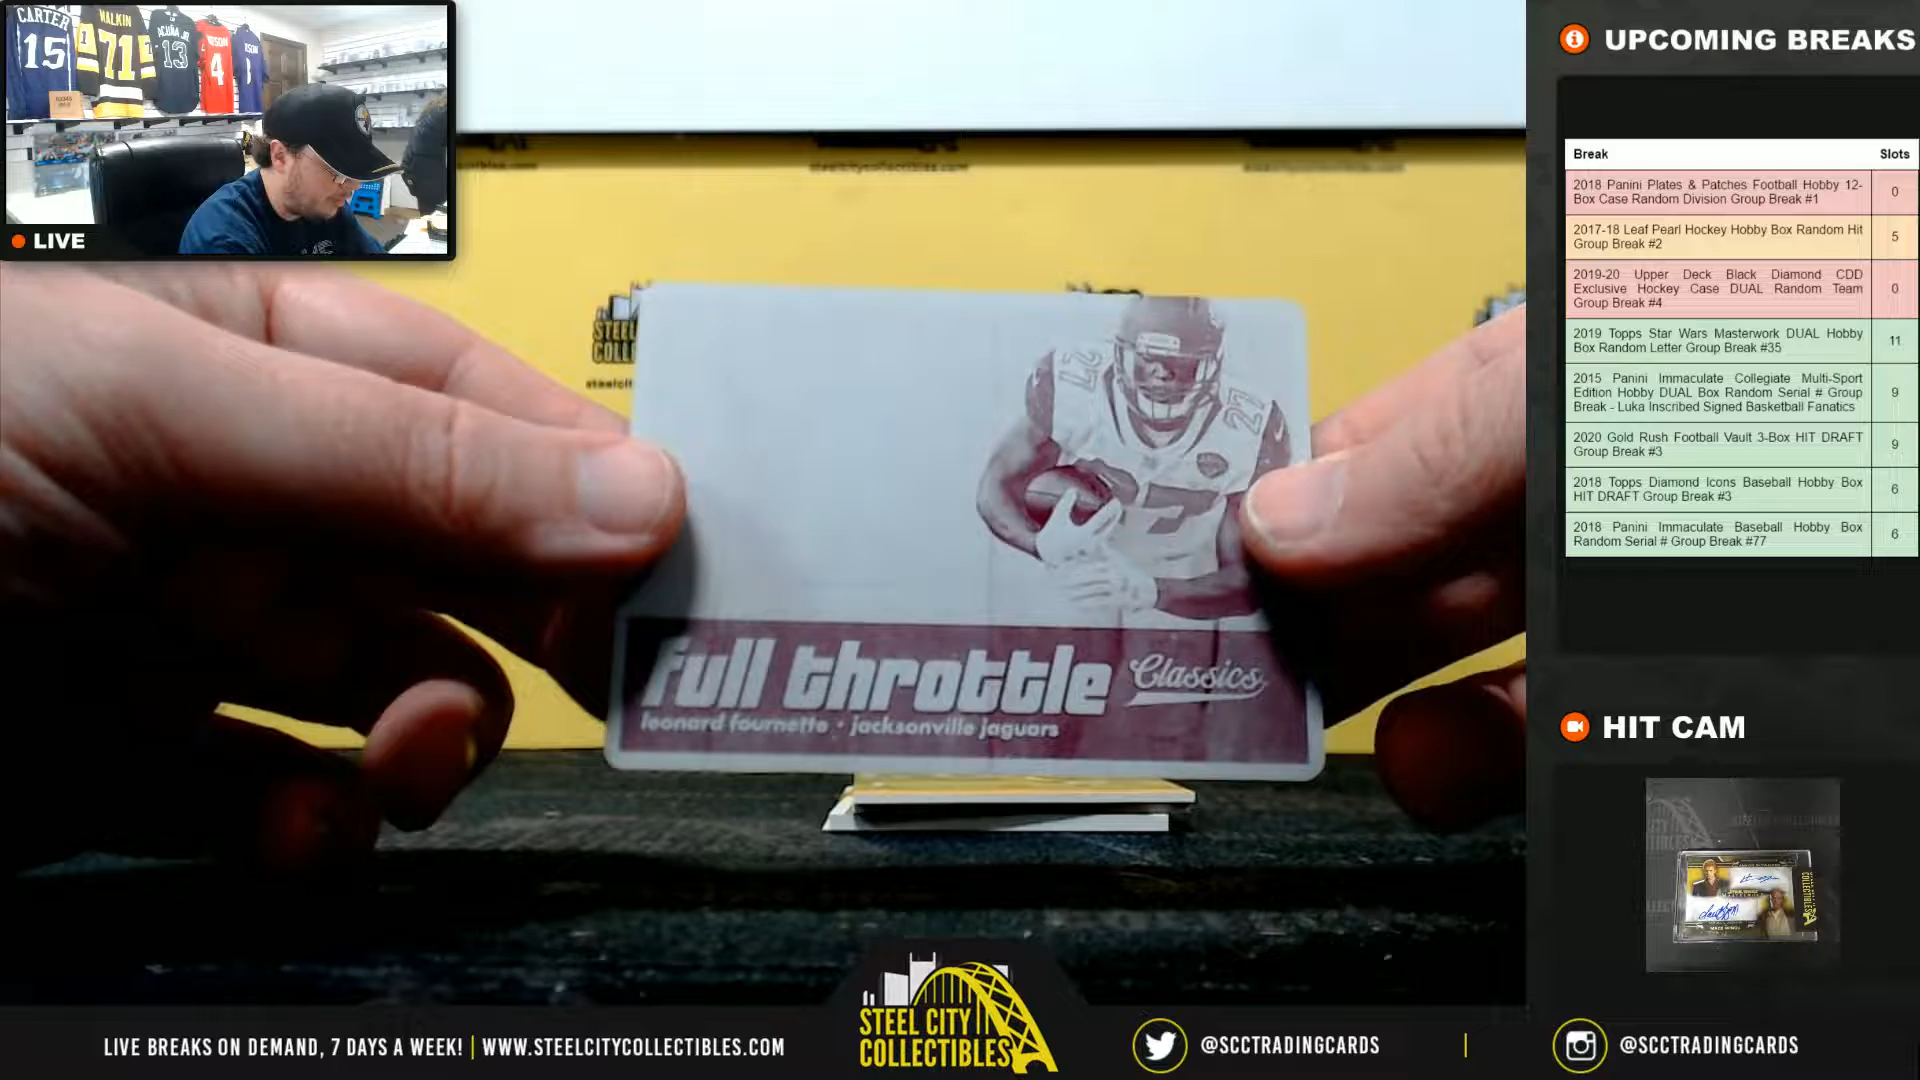 CARTER
15
MALKIN
71
ACUÑA JR
13
4
LIVE
STEEL
steelcitycollectibles.com
27
27
27
full throttle
Classics
leonard fournette • jacksonville jaguars
UPCOMING BREAKS
Break Slots
2018 Panini Plates & Patches Football Hobby 12-
Box Case Random Division Group Break #1
0
2017-18 Leaf Pearl Hockey Hobby Box Random Hit
Group Break #2
5
2019-20 Upper Deck Black Diamond CDD
Exclusive Hockey Case DUAL Random Team
Group Break #4
0
2019 Topps Star Wars Masterwork DUAL Hobby
Box Random Letter Group Break #35
11
2015 Panini Immaculate Collegiate Multi-Sport
Edition Hobby DUAL Box Random Serial # Group
Break - Luka Inscribed Signed Basketball Fanatics
9
2020 Gold Rush Football Vault 3-Box HIT DRAFT
Group Break #3
9
2018 Topps Diamond Icons Baseball Hobby Box
HIT DRAFT Group Break #3
6
2018 Panini Immaculate Baseball Hobby Box
Random Serial # Group Break #77
6
HIT CAM
MACE WINDU
LIVE BREAKS ON DEMAND, 7 DAYS A WEEK! | WWW.STEELCITYCOLLECTIBLES.COM
STEEL CITY
COLLECTIBLES
@SCCTRADINGCARDS
|
@SCCTRADINGCARDS